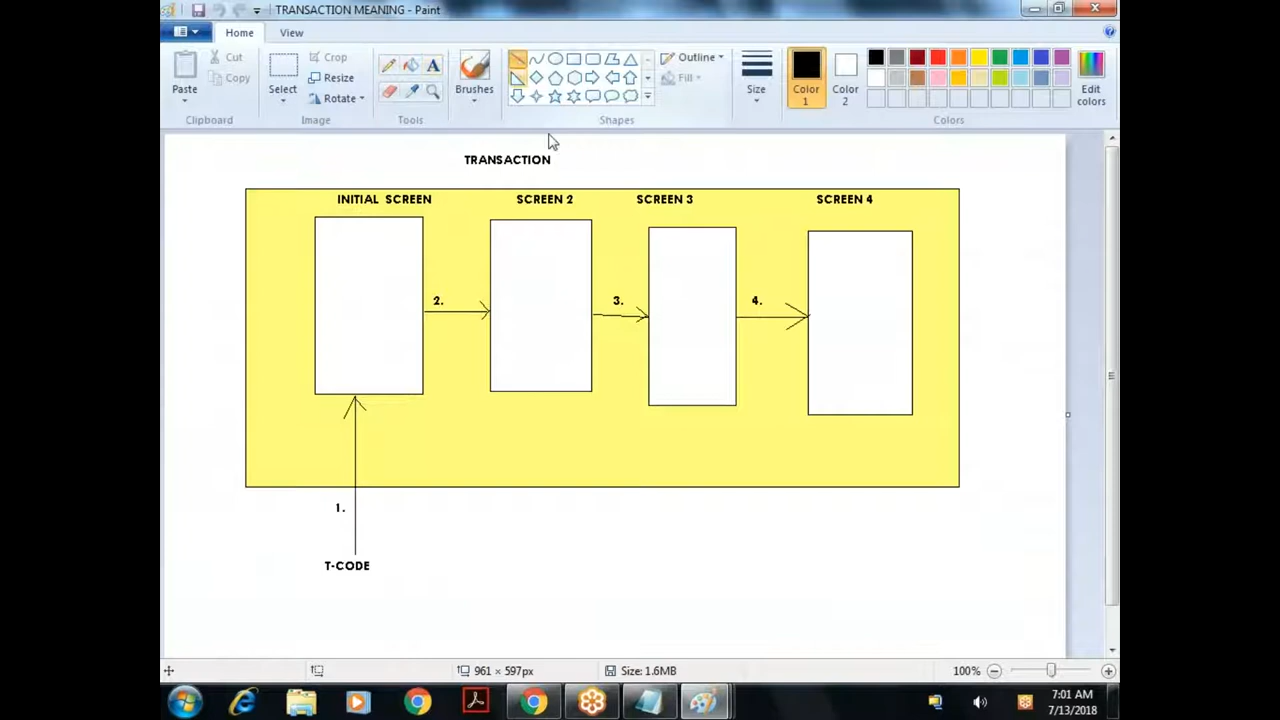 TRANSACTION MEANING - Paint
Home View
Paste
Cut
Copy
Clipboard
Select
Crop
Resize
Rotate
Image
A
Tools
Brushes
Outline
Fill
Shapes
Size
Color 1
Color 2
Edit colors
Colors
TRANSACTION
INITIAL SCREEN SCREEN 2 SCREEN 3 SCREEN 4
2. 3. 4.
1.
T-CODE
961 × 597px Size: 1.6MB 100%
7:01 AM
7/13/2018